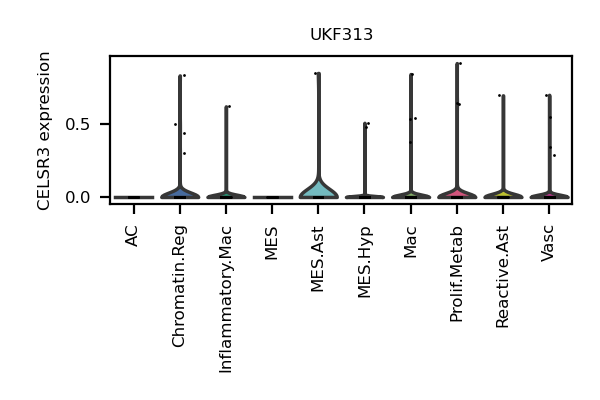 UKF313
CELSR3 expression
0.5
0.0
AC
Chromatin.Reg
Inflammatory.Mac
MES
MES.Ast
MES.Hyp
Mac
Prolif.Metab
Reactive.Ast
Vasc